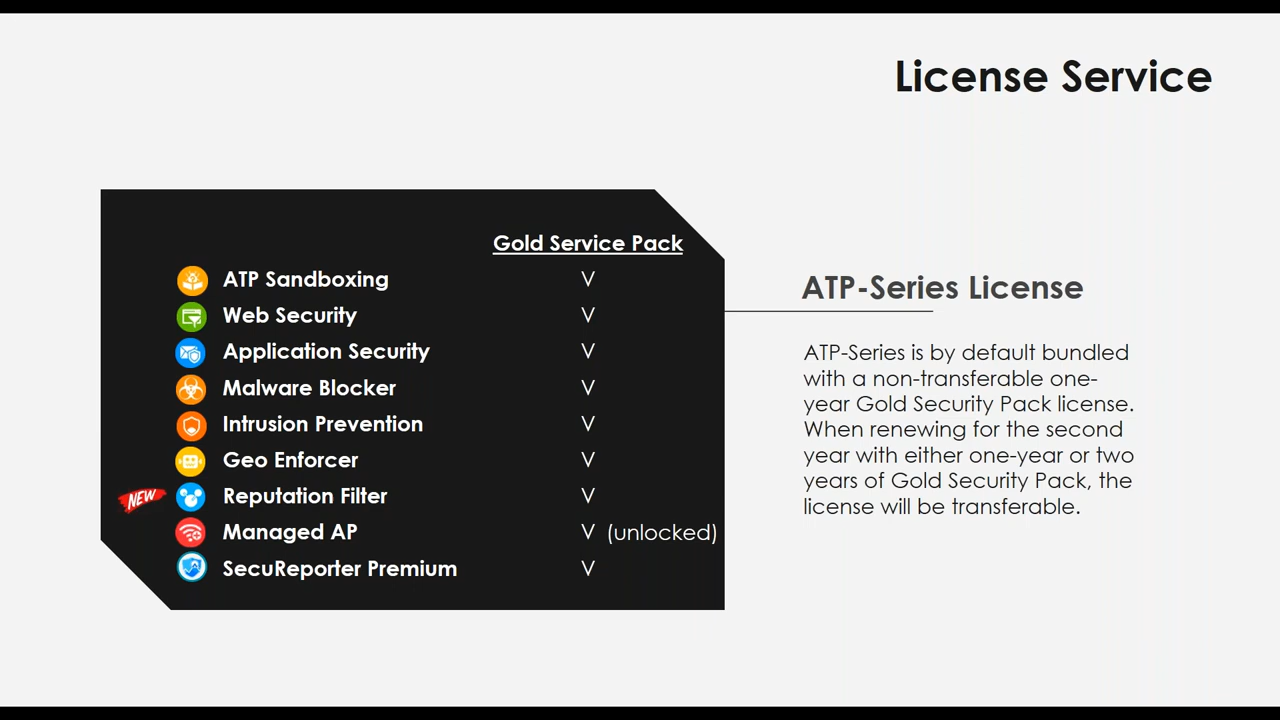 License Service
Gold Service Pack
ATP Sandboxing V
Web Security V
Application Security V
Malware Blocker V
Intrusion Prevention V
Geo Enforcer V
NEW Reputation Filter V
Managed AP V (unlocked)
SecuReporter Premium V
ATP-Series License
ATP-Series is by default bundled
with a non-transferable one-
year Gold Security Pack license.
When renewing for the second
year with either one-year or two
years of Gold Security Pack, the
license will be transferable.